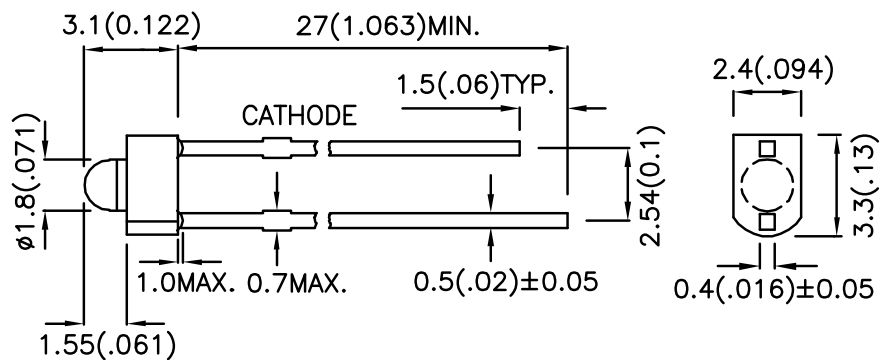 3.1(0.122)
27(1.063)MIN.
1.5(.06)TYP.
2.4(.094)
CATHODE
ø1.8(.071)
2.54(0.1)
3.3(.13)
1.0MAX.
0.7MAX.
0.5(.02)±0.05
0.4(.016)±0.05
1.55(.061)